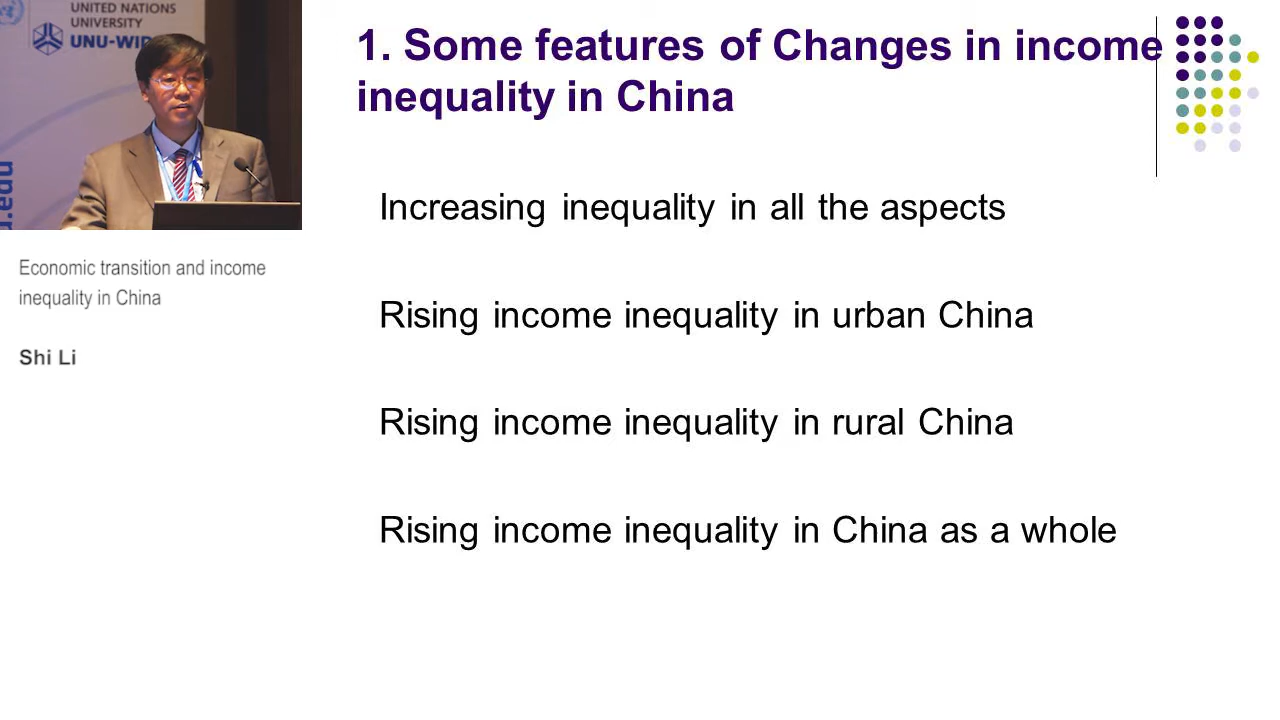 UNITED NATIONS
UNIVERSITY
UNU-WID
r.edu
Economic transition and income
inequality in China
Shi Li
1. Some features of Changes in income
inequality in China
Increasing inequality in all the aspects
Rising income inequality in urban China
Rising income inequality in rural China
Rising income inequality in China as a whole